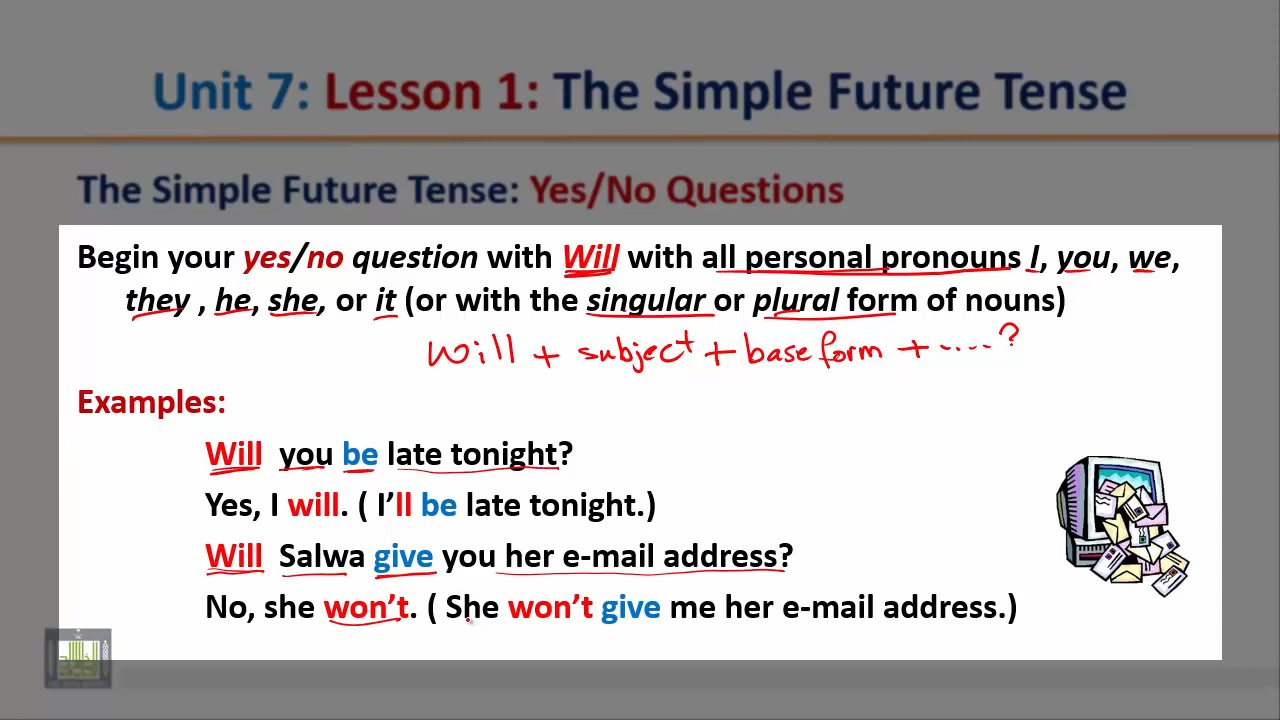 Unit 7: Lesson 1: The Simple Future Tense
The Simple Future Tense: Yes/No Questions
Begin your yes/no question with Will with all personal pronouns I, you, we,
they , he, she, or it (or with the singular or plural form of nouns)
will + subject + base form + ....?
Examples:
Will you be late tonight?
Yes, I will. ( I’ll be late tonight.)
Will Salwa give you her e-mail address?
No, she won’t. ( She won’t give me her e-mail address.)